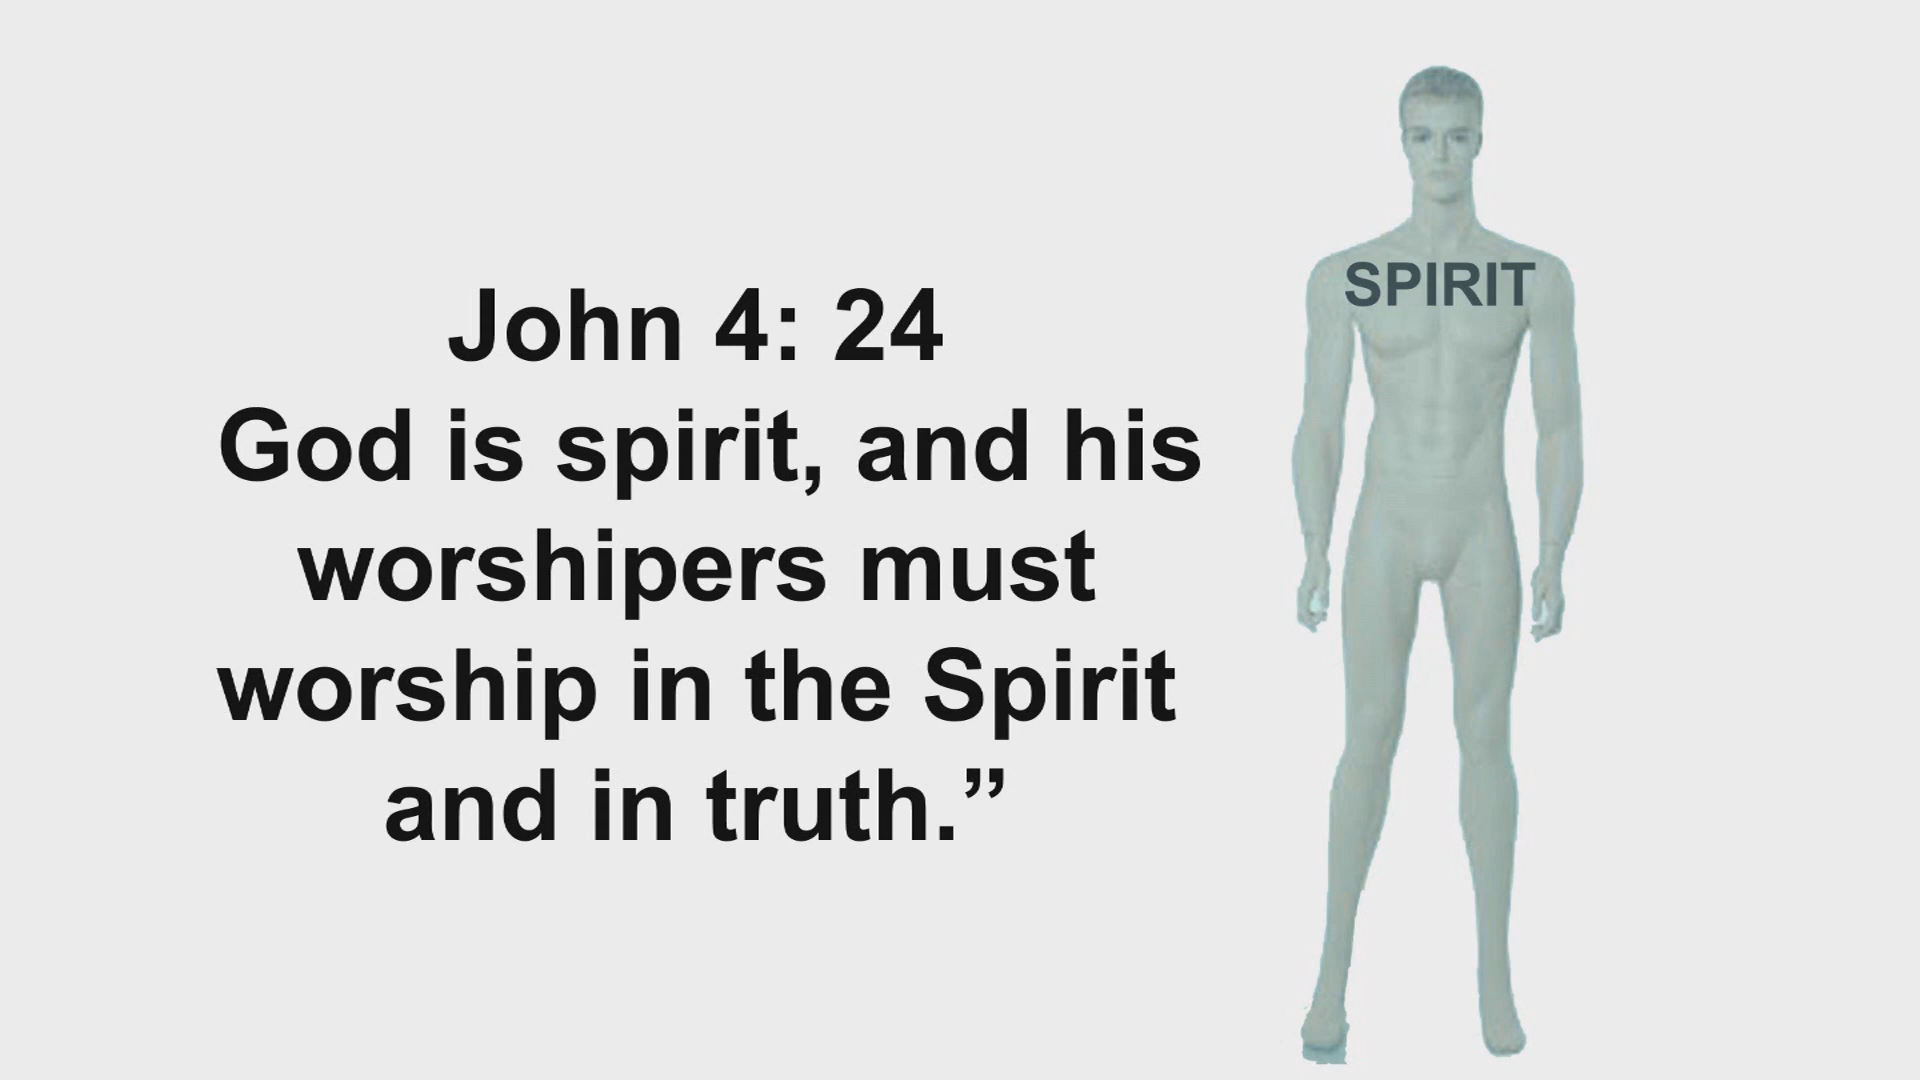 John 4: 24
God is spirit, and his
worshipers must
worship in the Spirit
and in truth.”
SPIRIT